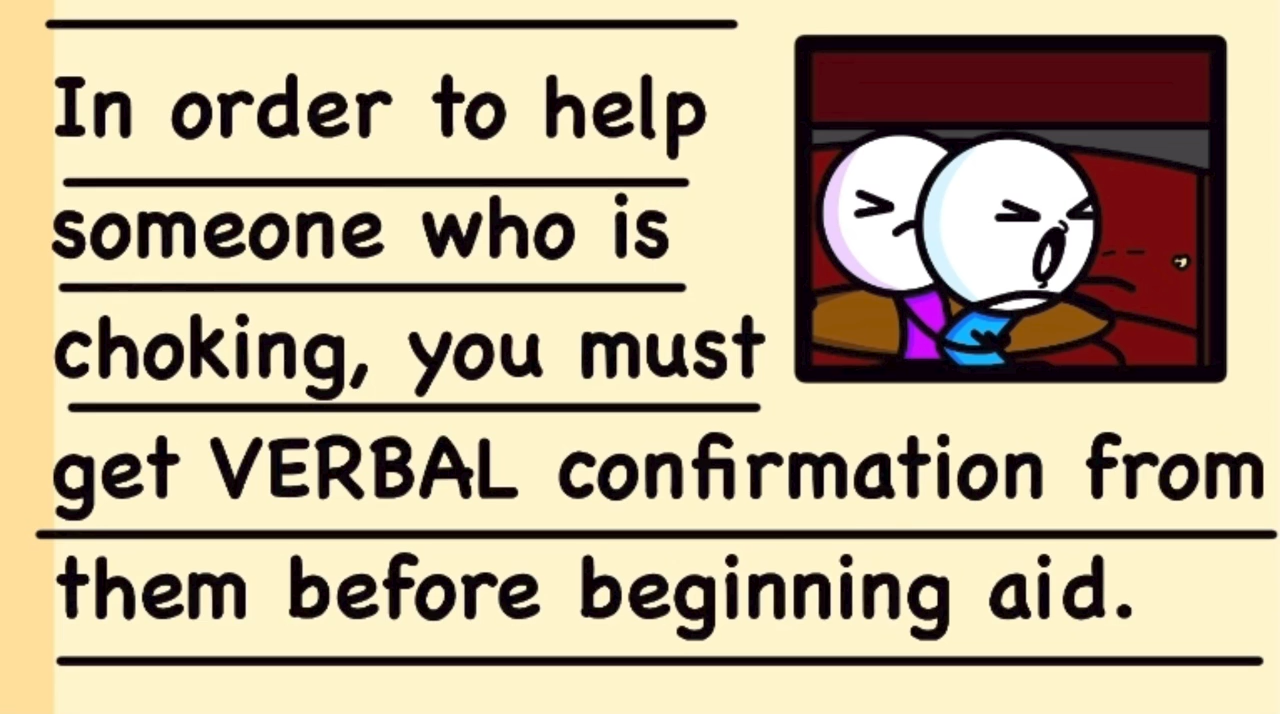 In order to help
someone who is
choking, you must
get VERBAL confirmation from
them before beginning aid.